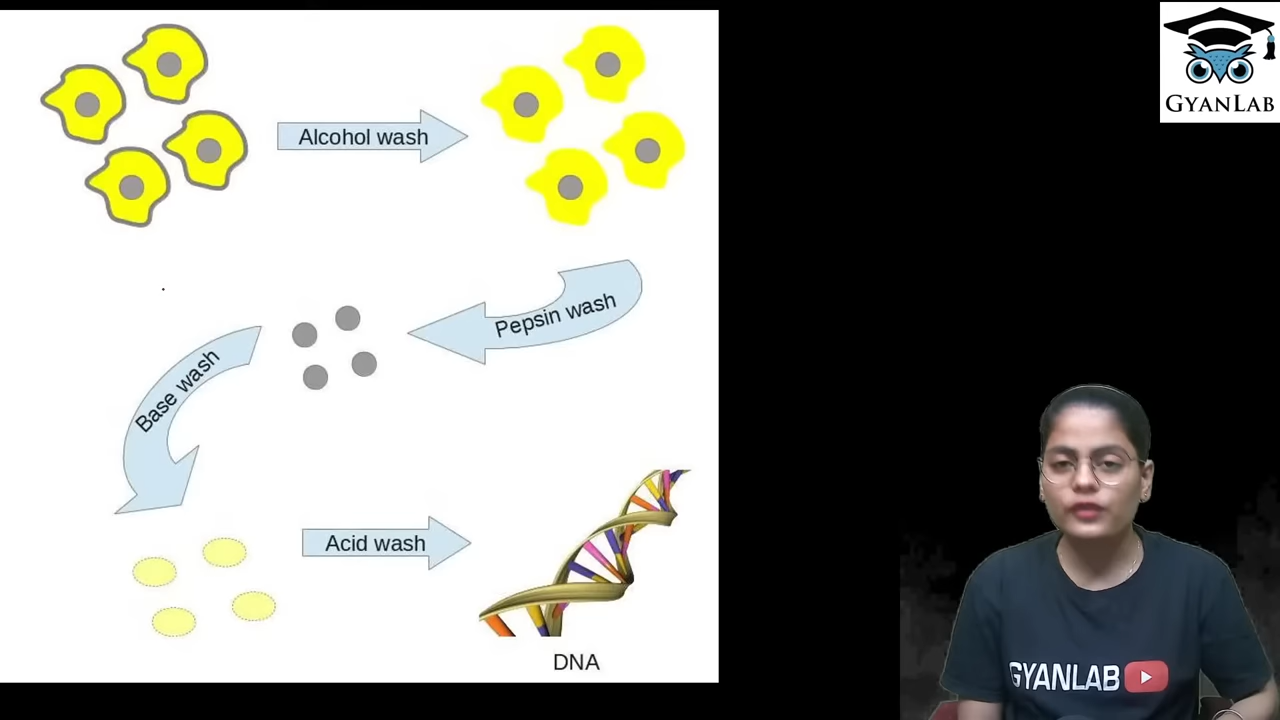 GYANLAB
Alcohol wash
Pepsin wash
Base wash
Acid wash
DNA
GYANLAB